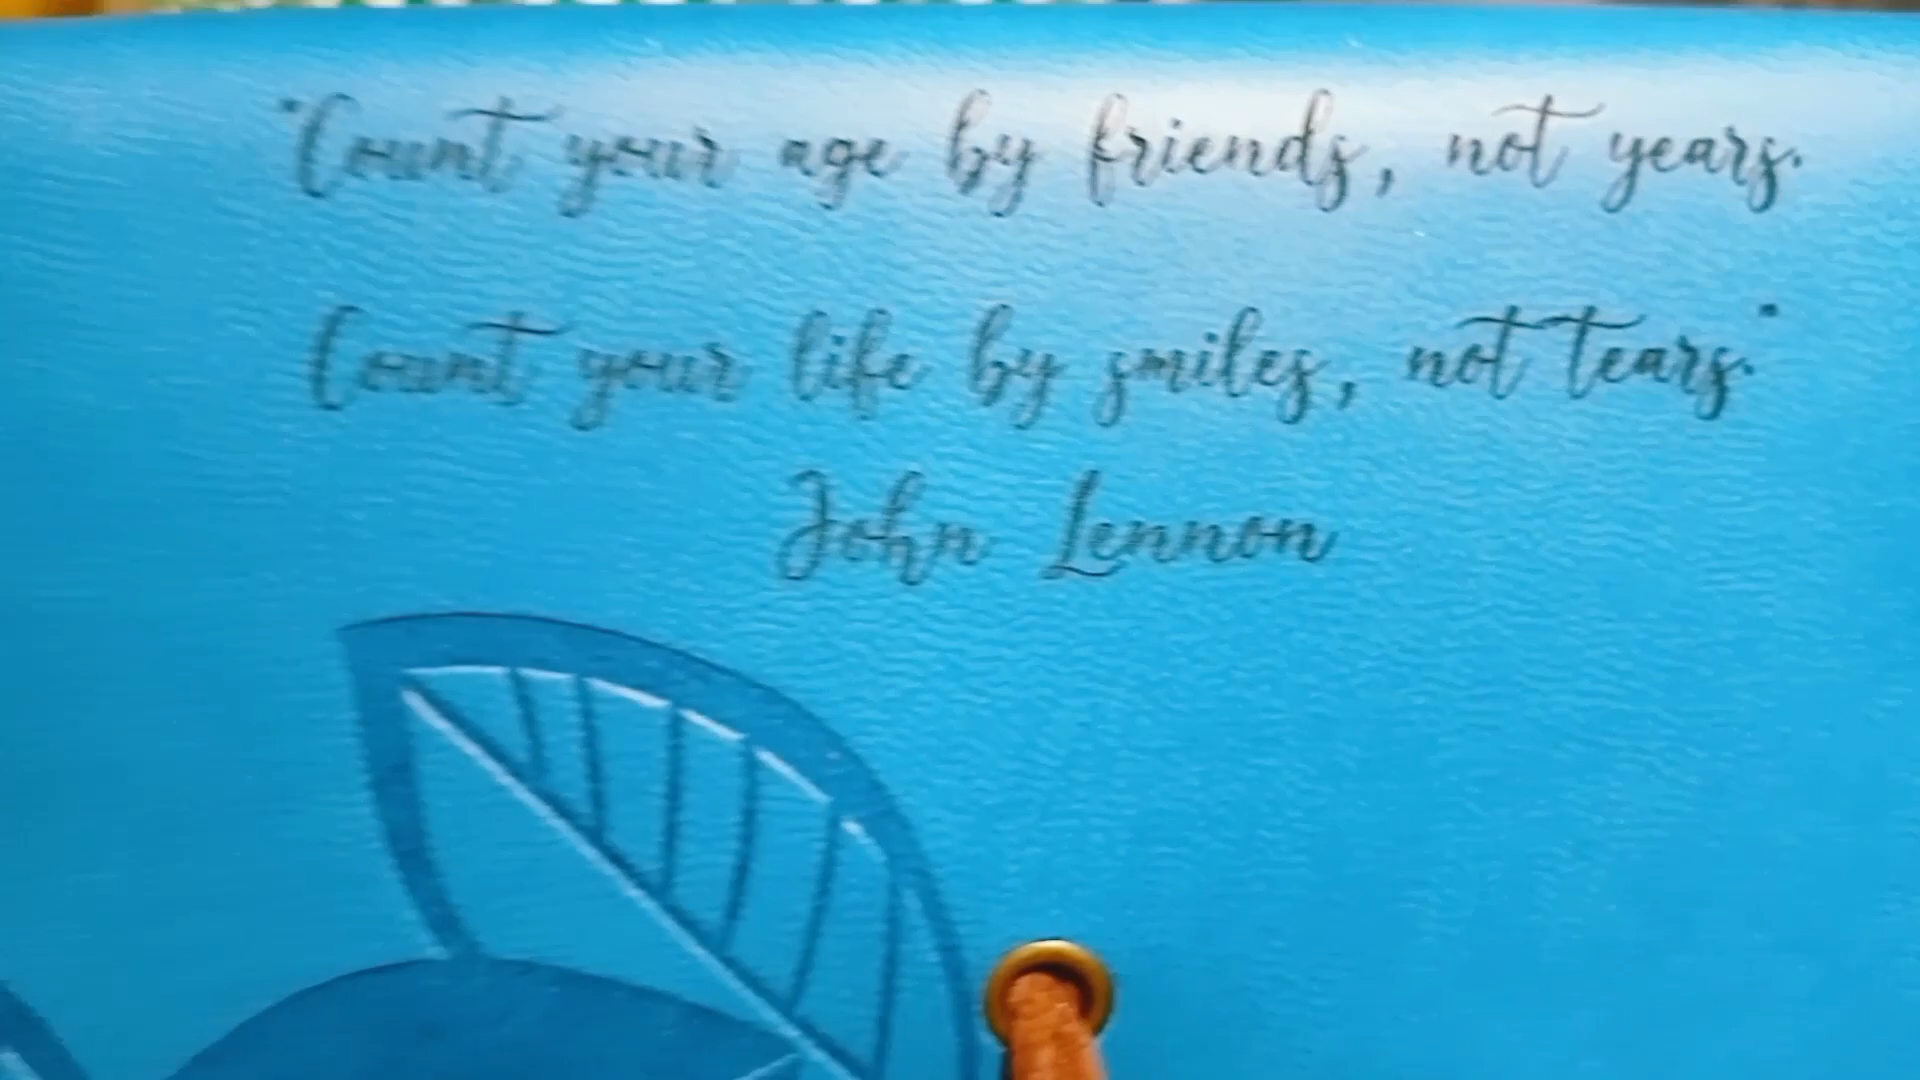 "Count your age by friends, not years.
Count your life by smiles, not tears."
John Lennon